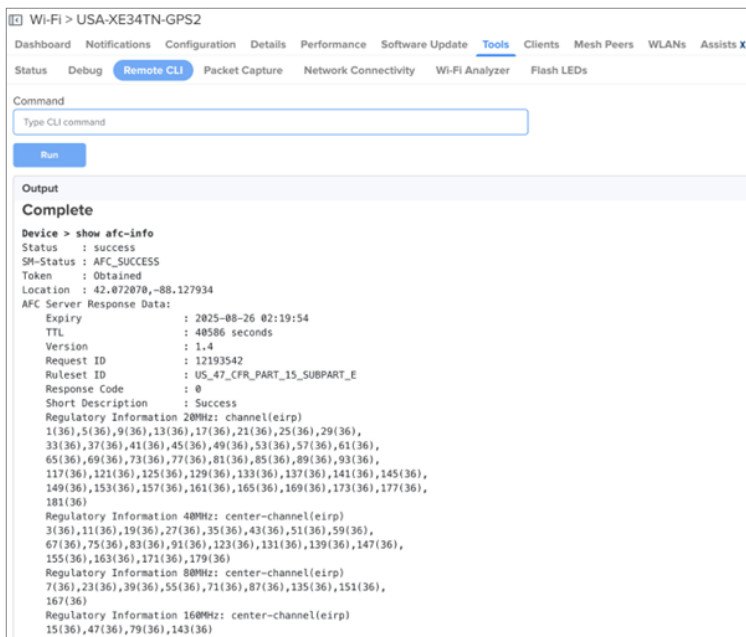 Wi-Fi > USA-XE34TN-GPS2
Dashboard Notifications Configuration Details Performance Software Update Tools Clients Mesh Peers WLANs Assists X
Status Debug Remote CLI Packet Capture Network Connectivity Wi-Fi Analyzer Flash LEDs
Command
Type CLI command
Run
Output
Complete
Device > show afc-info
Status : success
SM-Status : AFC_SUCCESS
Token : Obtained
Location : 42.072070,-88.127934
AFC Server Response Data:
Expiry : 2025-08-26 02:19:54
TTL : 40586 seconds
Version : 1.4
Request ID : 12193542
Ruleset ID : US_47_CFR_PART_15_SUBPART_E
Response Code : 0
Short Description : Success
Regulatory Information 20MHz: channel(eirp)
1(36),5(36),9(36),13(36),17(36),21(36),25(36),29(36),
33(36),37(36),41(36),45(36),49(36),53(36),57(36),61(36),
65(36),69(36),73(36),77(36),81(36),85(36),89(36),93(36),
117(36),121(36),125(36),129(36),133(36),137(36),141(36),145(36),
149(36),153(36),157(36),161(36),165(36),169(36),173(36),177(36),
181(36)
Regulatory Information 40MHz: center-channel(eirp)
3(36),11(36),19(36),27(36),35(36),43(36),51(36),59(36),
67(36),75(36),83(36),91(36),123(36),131(36),139(36),147(36),
155(36),163(36),171(36),179(36)
Regulatory Information 80MHz: center-channel(eirp)
7(36),23(36),39(36),55(36),71(36),87(36),135(36),151(36),
167(36)
Regulatory Information 160MHz: center-channel(eirp)
15(36),47(36),79(36),143(36)